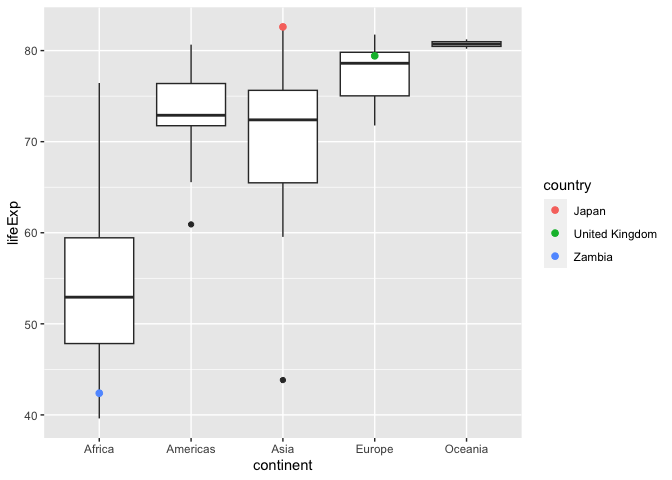 80
70
60
50
40
lifeExp
Africa
Americas
Asia
Europe
Oceania
continent
country
Japan
United Kingdom
Zambia